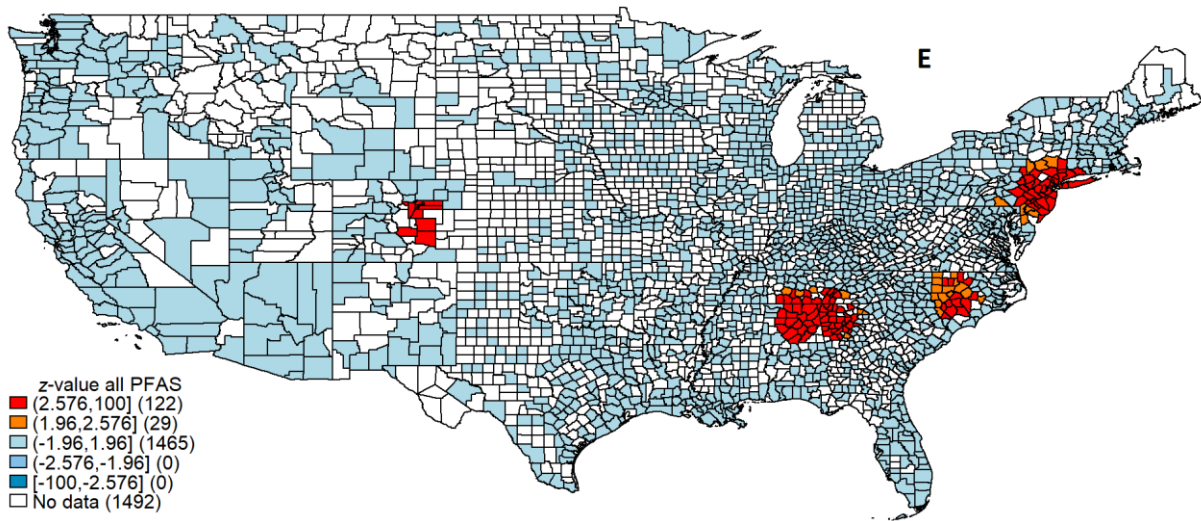 E
z-value all PFAS
(2.576,100] (122)
(1.96,2.576] (29)
(-1.96,1.96] (1465)
(-2.576,-1.96] (0)
[-100,-2.576] (0)
No data (1492)